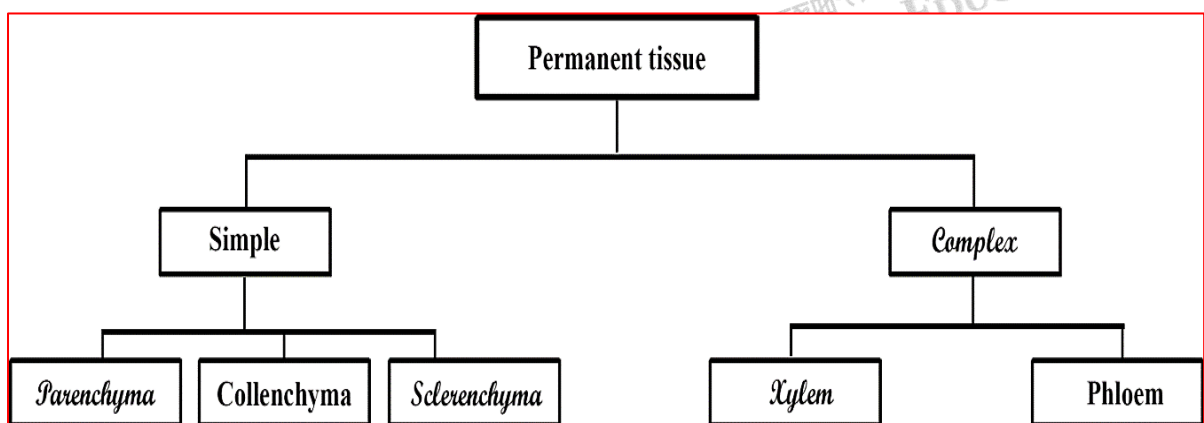 Permanent tissue
Simple
Complex
Parenchyma
Collenchyma
Sclerenchyma
Xylem
Phloem